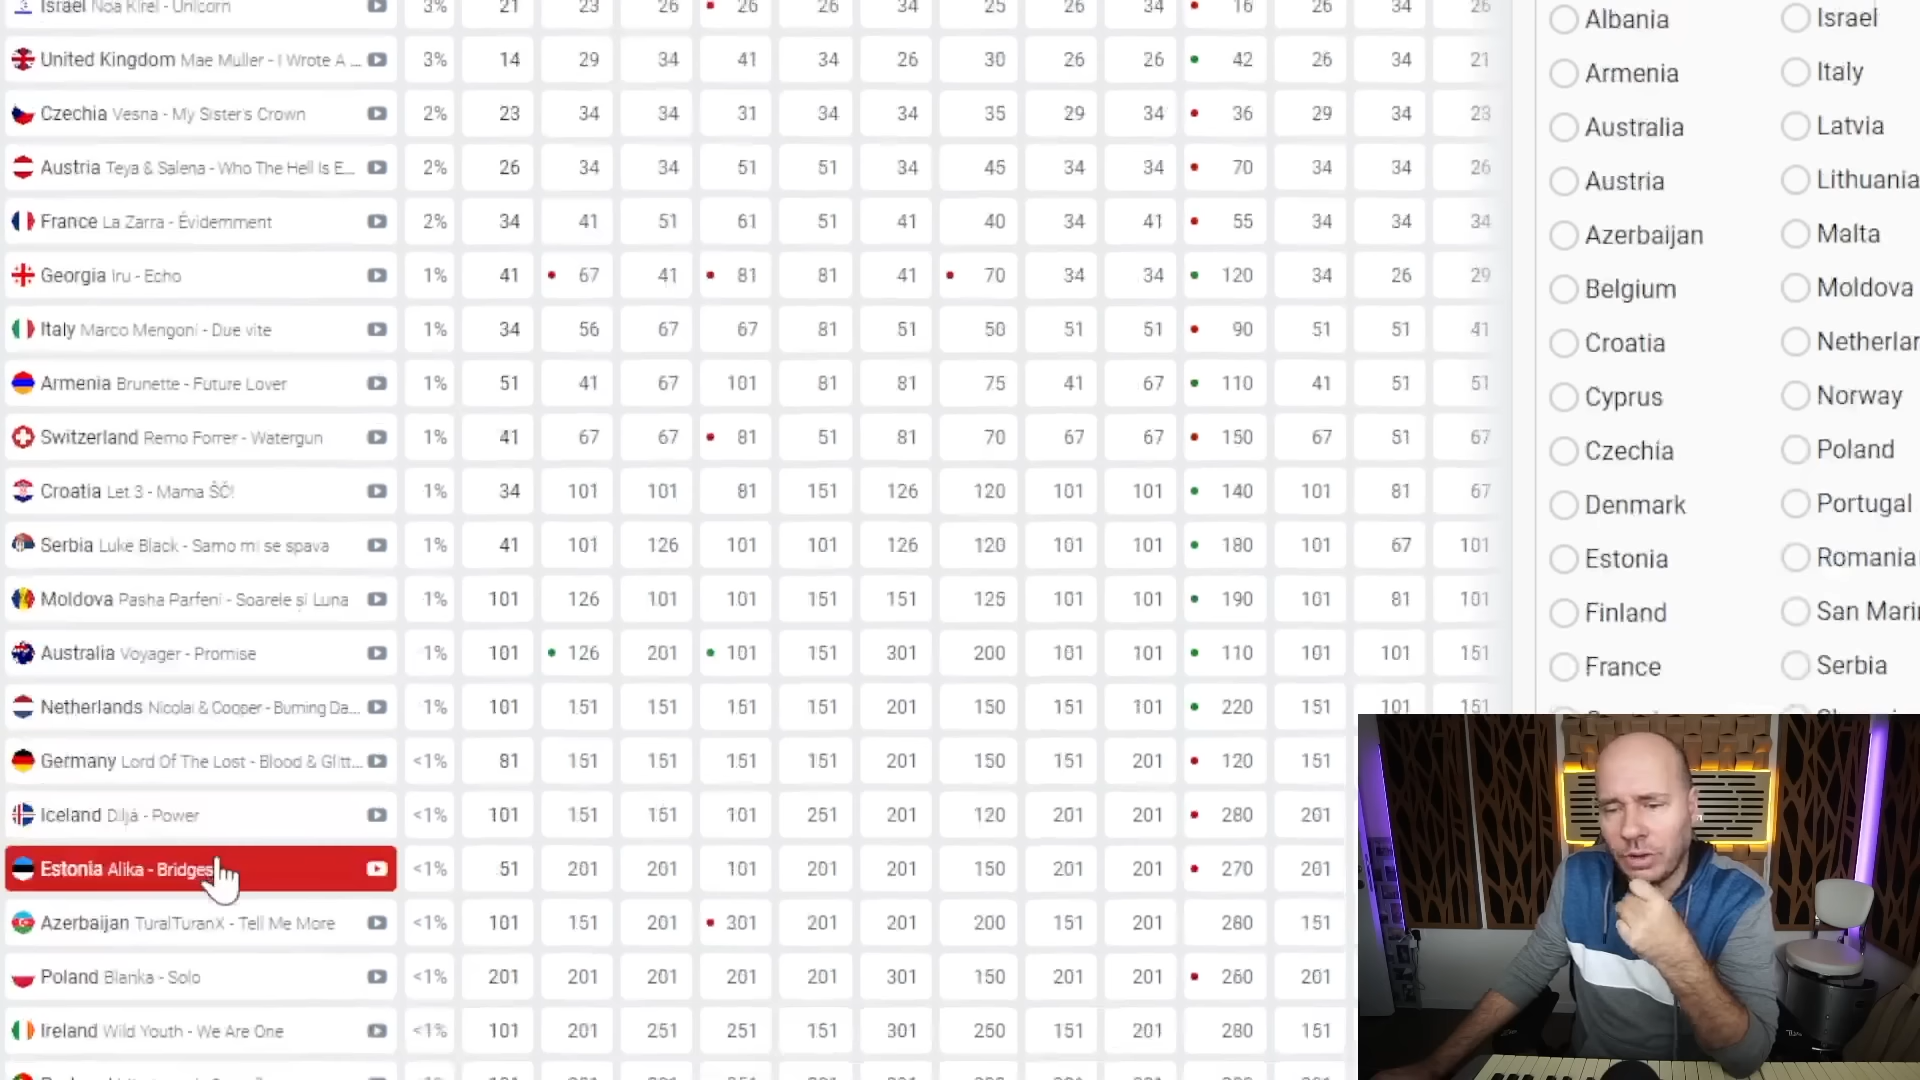 Israel Noa Kirel - Unicorn 3% 21 23 26 26 26 34 25 26 34 16 26 34 26
United Kingdom Mae Muller - I Wrote A ... 3% 14 29 34 41 34 26 30 26 26 42 26 34 21
Czechia Vesna - My Sister's Crown 2% 23 34 34 31 34 34 35 29 34 36 29 34 23
Austria Teya & Salena - Who The Hell Is E... 2% 26 34 34 51 51 34 45 34 34 70 34 34 26
France La Zarra - Évidemment 2% 34 41 51 61 51 41 40 34 41 55 34 34 34
Georgia Iru - Echo 1% 41 67 41 81 81 41 70 34 34 120 34 26 29
Italy Marco Mengoni - Due vite 1% 34 56 67 67 81 51 50 51 51 90 51 51 41
Armenia Brunette - Future Lover 1% 51 41 67 101 81 81 75 41 67 110 41 51 51
Switzerland Remo Forrer - Watergun 1% 41 67 67 81 51 81 70 67 67 150 67 51 67
Croatia Let 3 - Mama ŠČ! 1% 34 101 101 81 151 126 120 101 101 140 101 81 67
Serbia Luke Black - Samo mi se spava 1% 41 101 126 101 101 126 120 101 101 180 101 67 101
Moldova Pasha Parfeni - Soarele și Luna 1% 101 126 101 101 151 151 125 101 101 190 101 81 101
Australia Voyager - Promise 1% 101 126 201 101 151 301 200 101 101 110 101 101 151
Netherlands Nicolai & Cooper - Burning Da... 1% 101 151 151 151 151 201 150 151 101 220 151 101 151
Germany Lord Of The Lost - Blood & Glitt... <1% 81 151 151 151 151 201 150 151 201 120 151
Iceland Diljá - Power <1% 101 151 151 101 251 201 120 201 201 280 201
Estonia Alika - Bridges <1% 51 201 201 101 201 201 150 201 201 270 201
Azerbaijan TuralTuranX - Tell Me More <1% 101 151 201 301 201 201 200 151 201 280 151
Poland Blanka - Solo <1% 201 201 201 201 201 301 150 201 201 260 201
Ireland Wild Youth - We Are One <1% 101 201 251 251 151 301 250 151 201 280 151
Albania Israel
Armenia Italy
Australia Latvia
Austria Lithuania
Azerbaijan Malta
Belgium Moldova
Croatia Netherlan
Cyprus Norway
Czechia Poland
Denmark Portugal
Estonia Romania
Finland San Mari
France Serbia